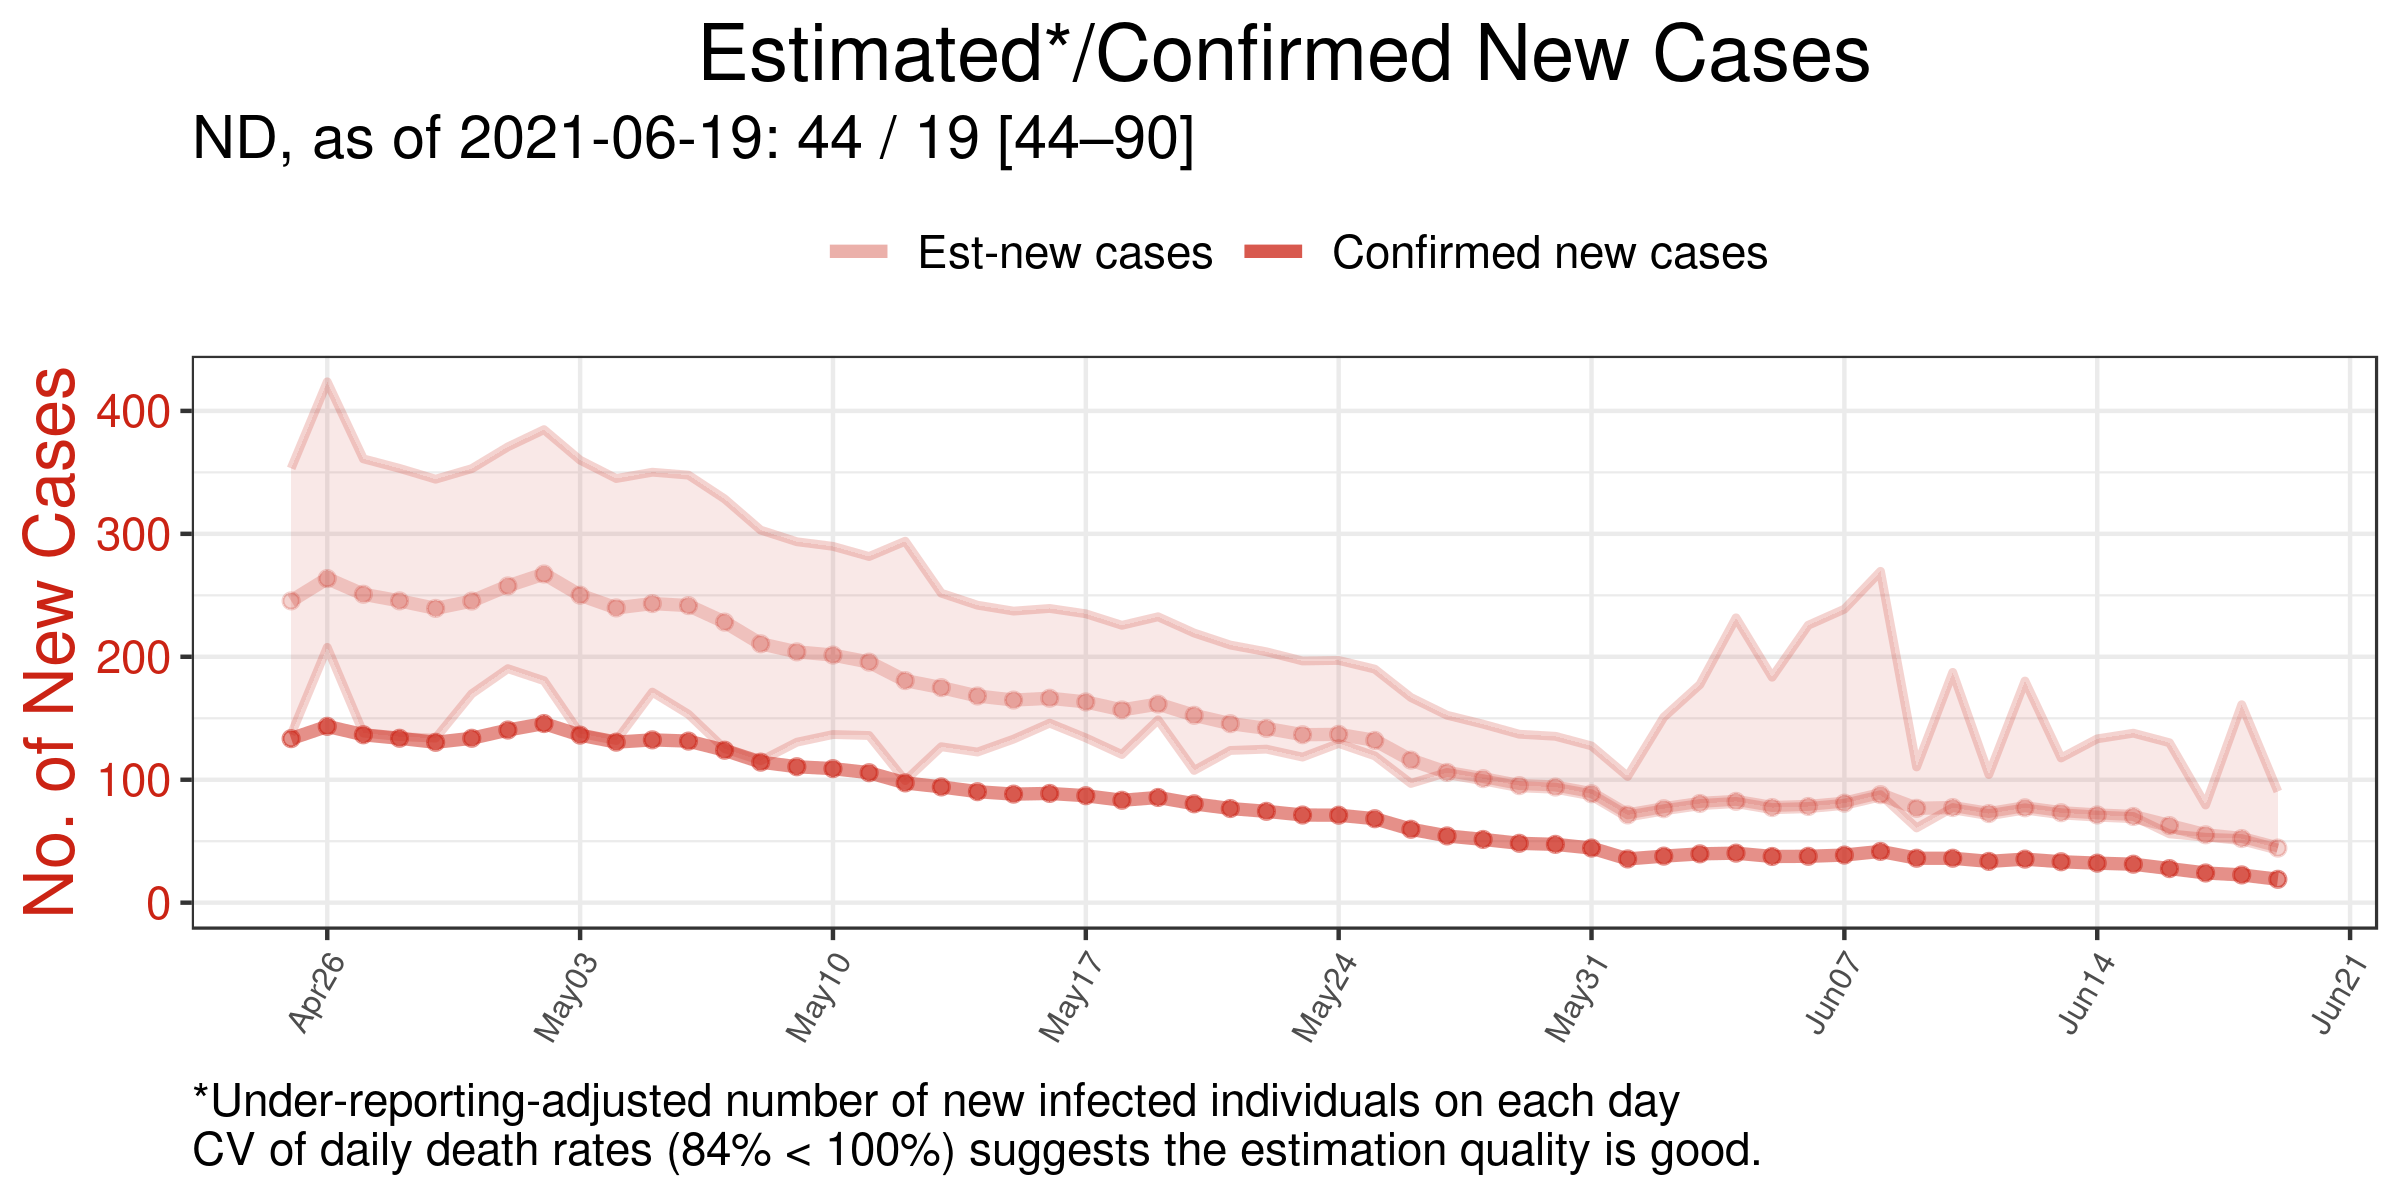 Estimated*/Confirmed New Cases
ND, as of 2021-06-19: 44 / 19 [44–90]
Est-new cases
Confirmed new cases
No. of New Cases
400
300
200
100
0
Apr26
May03
May10
May17
May24
May31
Jun07
Jun14
Jun21
*Under-reporting-adjusted number of new infected individuals on each day
CV of daily death rates (84% < 100%) suggests the estimation quality is good.